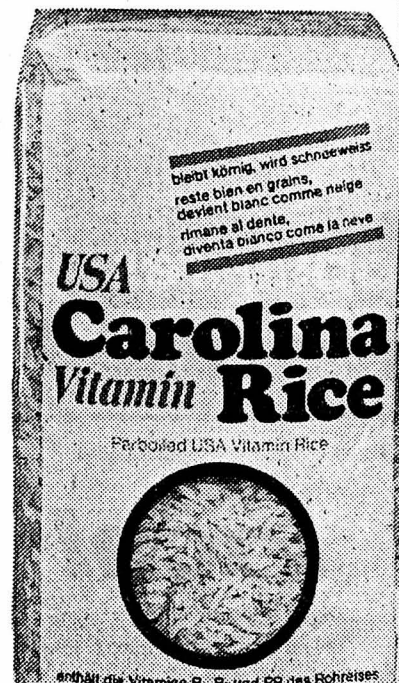 bleibt körnig, wird schneeweiss
reste bien en grains,
devient blanc comme neige
rimane al dente,
diventa bianco come la neve
USA
Carolina
Vitamin Rice
Parboiled USA Vitamin Rice
enthält die Vitamine B₁, B₂ und PP des Rohreises